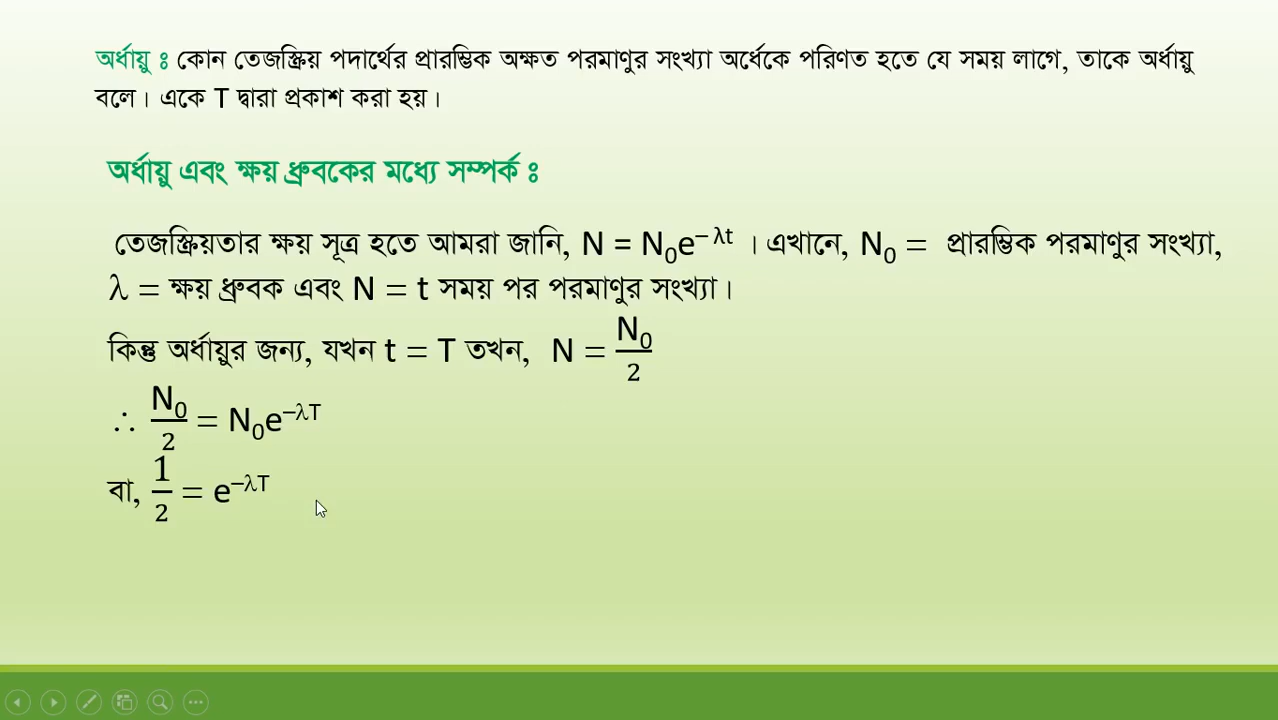 অর্ধায়ু ঃ কোন তেজস্ক্রিয় পদার্থের প্রারম্ভিক অক্ষত পরমাণুর সংখ্যা অর্ধেকে পরিণত হতে যে সময় লাগে, তাকে অর্ধায়ু
বলে। একে T দ্বারা প্রকাশ করা হয়।
অর্ধায়ু এবং ক্ষয় ধ্রুবকের মধ্যে সম্পর্ক ঃ
তেজস্ক্রিয়তার ক্ষয় সূত্র হতে আমরা জানি, N = N₀e^(– λt) । এখানে, N₀ = প্রারম্ভিক পরমাণুর সংখ্যা,
λ = ক্ষয় ধ্রুবক এবং N = t সময় পর পরমাণুর সংখ্যা।
কিন্তু অর্ধায়ুর জন্য, যখন t = T তখন, N = N₀/2
∴ N₀/2 = N₀e^(–λT)
বা, 1/2 = e^(–λT)